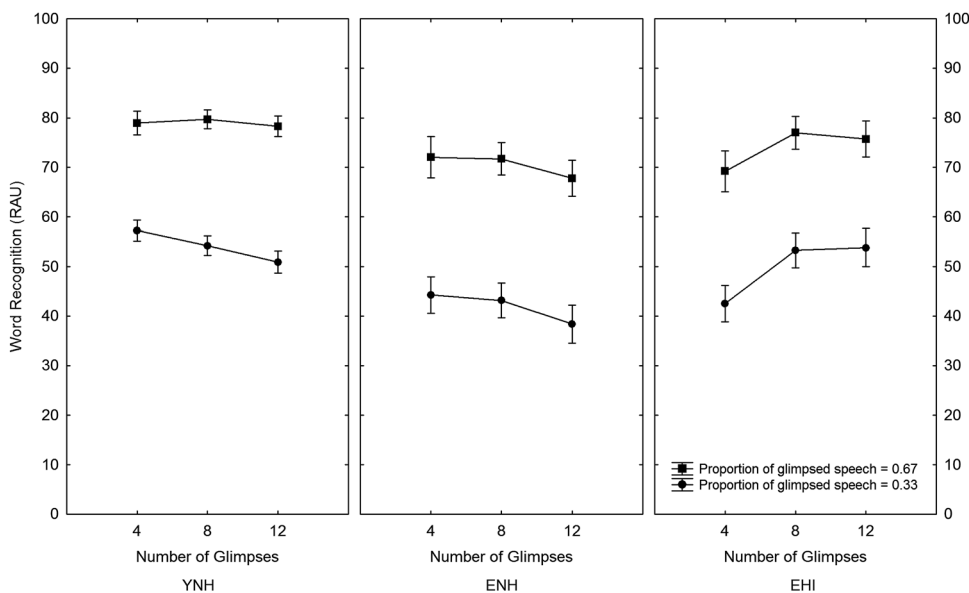 100 100
90 90
80 80
70 70
60 60
50 50
40 40
30 30
20 20
10 10
0 0
Word Recognition (RAU)
Proportion of glimpsed speech = 0.67
Proportion of glimpsed speech = 0.33
4 8 12 4 8 12 4 8 12
Number of Glimpses Number of Glimpses Number of Glimpses
YNH ENH EHI